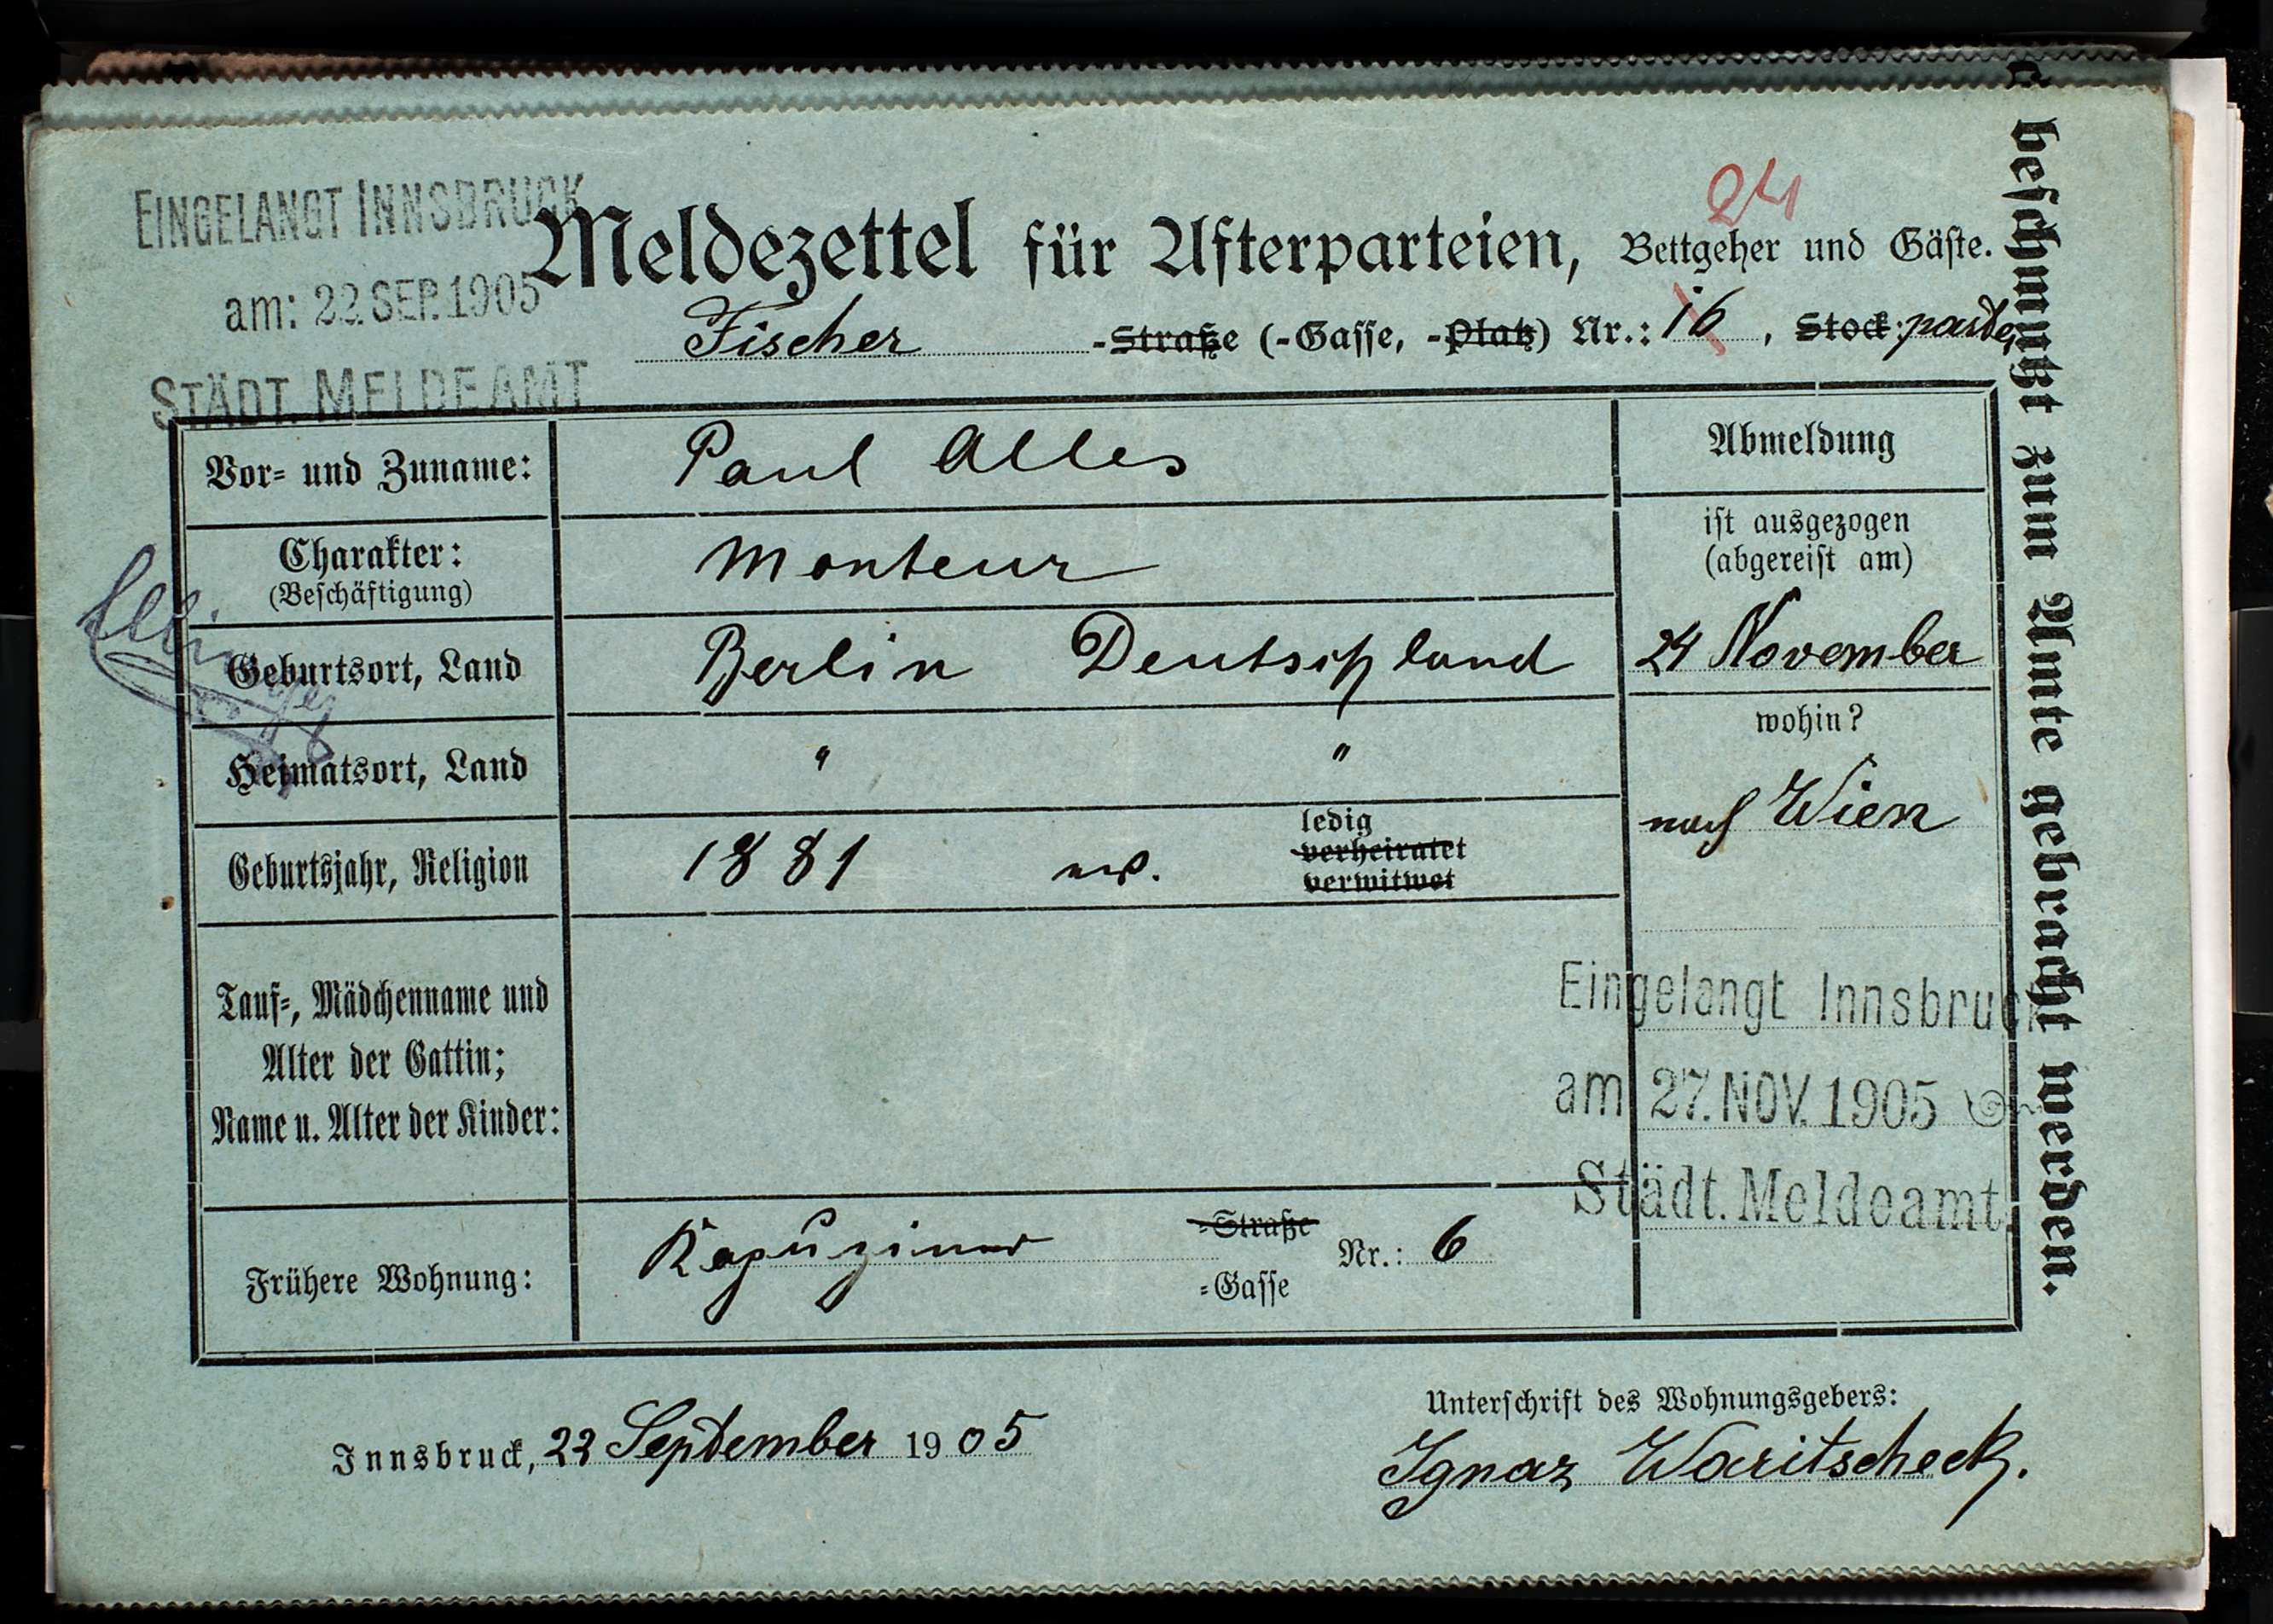 EINGELANGT INNSBRUCK
am: 22. SEP. 1905
STÄDT. MELDEAMT
24
Meldezettel für Afterparteien, Bettgeher und Gäste.
Fischer -Straße (-Gasse, -Platz) Nr.: 16, Stock: parter
Vor- und Zuname: Paul Alles
Charakter: Monteur
(Beschäftigung)
Geburtsort, Land Berlin Deutschland
Heimatsort, Land " "
Geburtsjahr, Religion 1881 ledig
verheiratet
verwitwet
Tauf-, Mädchenname und
Alter der Gattin;
Name u. Alter der Kinder:
Frühere Wohnung: Kapuziner -Straße
-Gasse Nr.: 6
Abmeldung
ist ausgezogen
(abgereist am)
24 November
wohin?
nach Wien
Eingelangt Innsbruck
am 27. NOV. 1905
Städt. Meldeamt.
Innsbruck, 22 September 1905
Unterschrift des Wohnungsgebers:
Ignaz Waritscheck.
beschmutzt zum Amte gebracht werden.